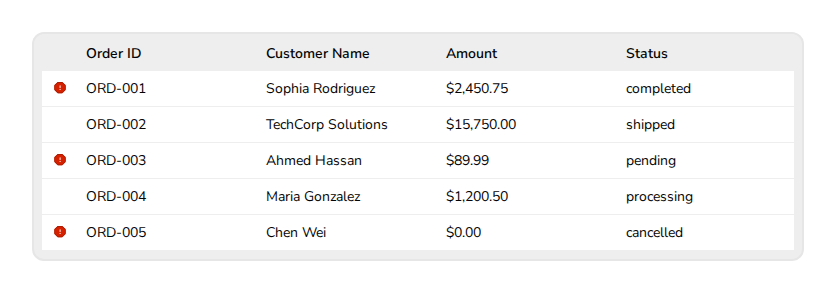 Order ID Customer Name Amount Status
ORD-001 Sophia Rodriguez $2,450.75 completed
ORD-002 TechCorp Solutions $15,750.00 shipped
ORD-003 Ahmed Hassan $89.99 pending
ORD-004 Maria Gonzalez $1,200.50 processing
ORD-005 Chen Wei $0.00 cancelled